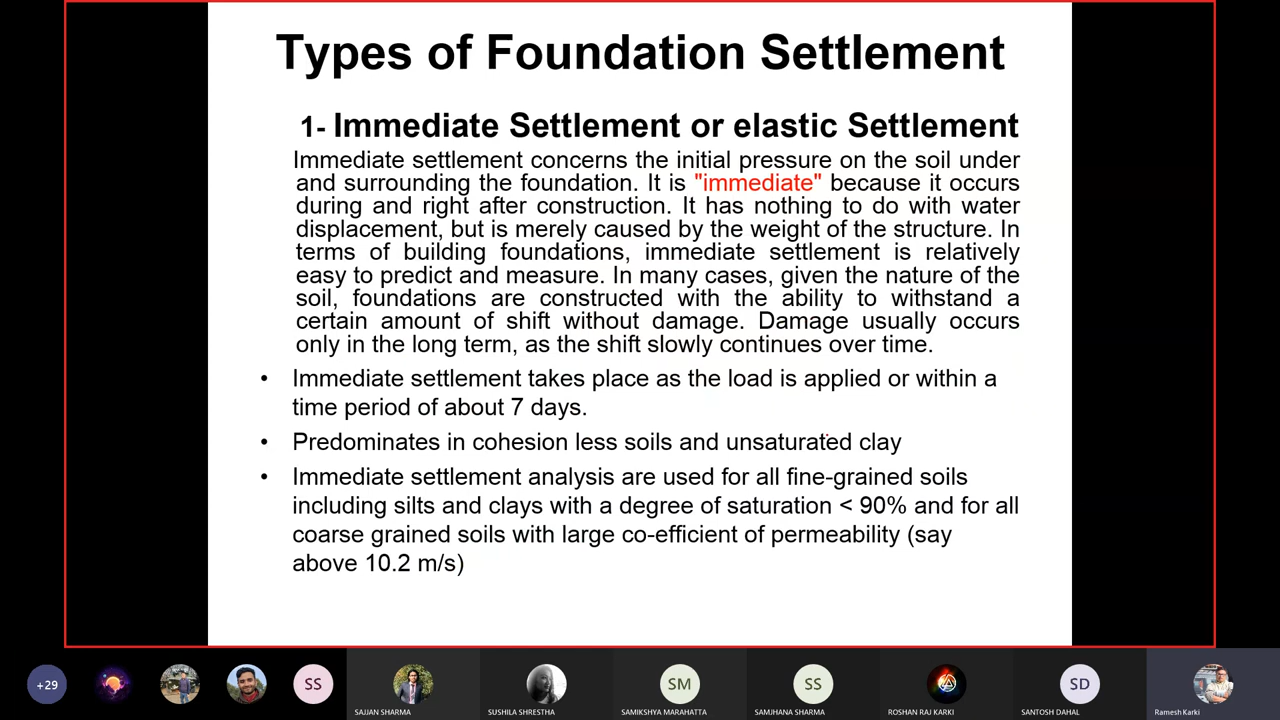 Types of Foundation Settlement
1- Immediate Settlement or elastic Settlement
Immediate settlement concerns the initial pressure on the soil under
and surrounding the foundation. It is "immediate" because it occurs
during and right after construction. It has nothing to do with water
displacement, but is merely caused by the weight of the structure. In
terms of building foundations, immediate settlement is relatively
easy to predict and measure. In many cases, given the nature of the
soil, foundations are constructed with the ability to withstand a
certain amount of shift without damage. Damage usually occurs
only in the long term, as the shift slowly continues over time.
• Immediate settlement takes place as the load is applied or within a
time period of about 7 days.
• Predominates in cohesion less soils and unsaturated clay
• Immediate settlement analysis are used for all fine-grained soils
including silts and clays with a degree of saturation < 90% and for all
coarse grained soils with large co-efficient of permeability (say
above 10.2 m/s)
+29
SS
SM
SS
SD
SAJJAN SHARMA
SUSHILA SHRESTHA
SAMIKSHYA MARAHATTA
SAMJHANA SHARMA
ROSHAN RAJ KARKI
SANTOSH DAHAL
Ramesh Karki